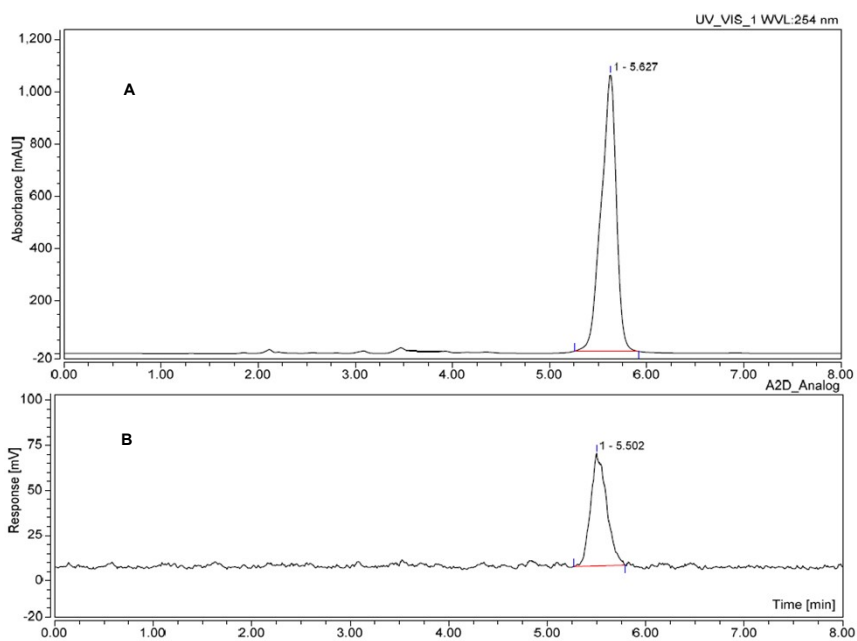 UV_VIS_1 WVL:254 nm
1,200
1,000
800
600
400
200
-20
Absorbance [mAU]
A
1 - 5.627
0.00 1.00 2.00 3.00 4.00 5.00 6.00 7.00 8.00
A2D_Analog
100
75
50
25
0
-20
Response [mV]
B
1 - 5.502
Time [min]
0.00 1.00 2.00 3.00 4.00 5.00 6.00 7.00 8.00